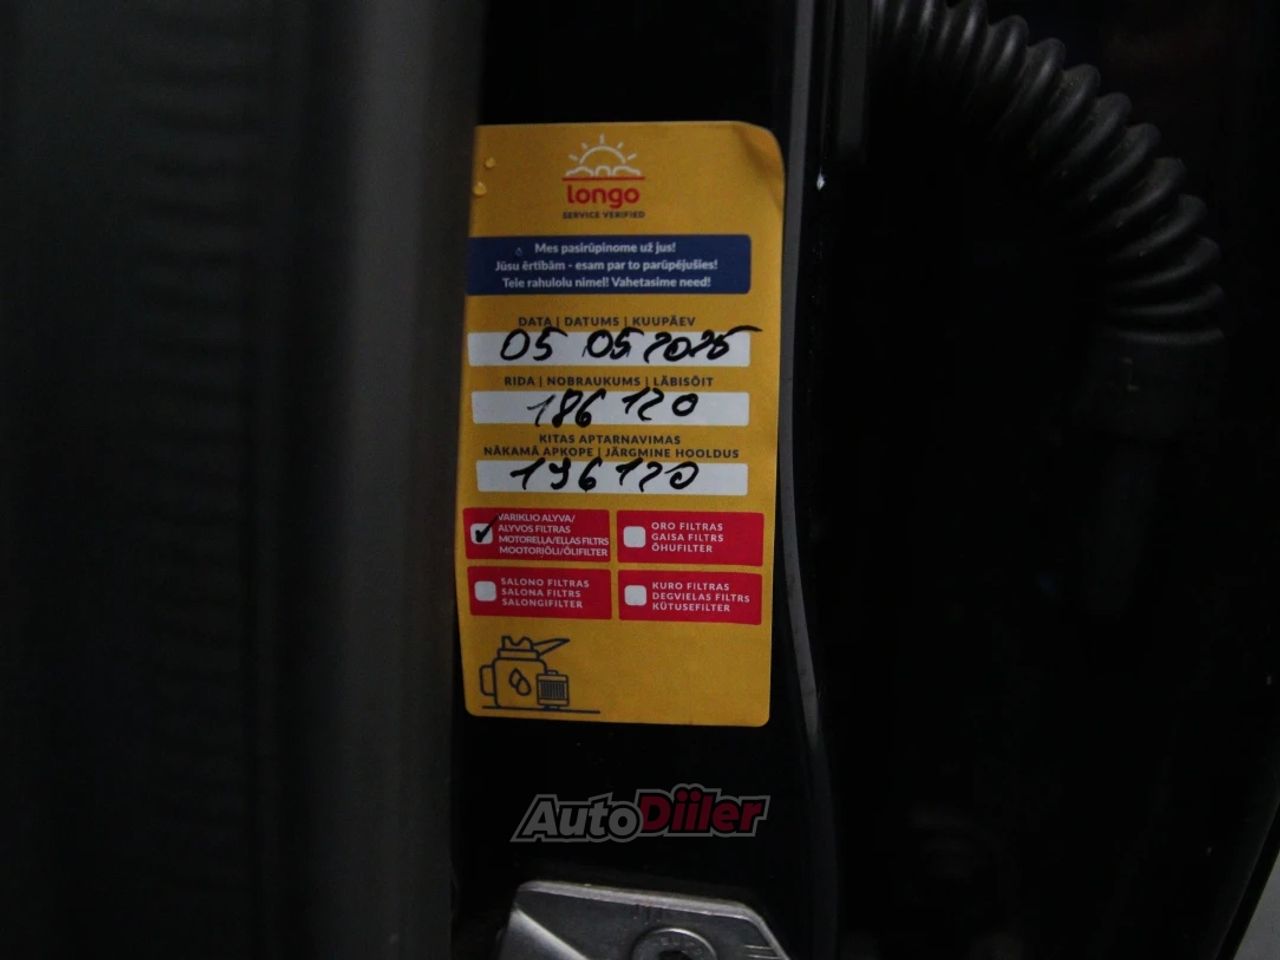 longo
SERVICE VERIFIED
Mes pasirūpinome už jus!
Jūsu ērtībām - esam par to parūpējušies!
Teie rahulolu nimel! Vahetasime need!
DATA | DATUMS | KUUPÄEV
05 05 2025
RIDA | NOBRAUKUMS | LÄBISÕIT
186 120
KITAS APTARNAVIMAS
NĀKAMĀ APKOPE | JÄRGMINE HOOLDUS
196 120
VARIKLIO ALYVA/
ALYVOS FILTRAS
MOTOREĻĻA/EĻĻAS FILTRS
MOOTORIÕLI/ÕLIFILTER
ORO FILTRAS
GAISA FILTRS
ÕHUFILTER
SALONO FILTRAS
SALONA FILTRS
SALONGIFILTER
KURO FILTRAS
DEGVIELAS FILTRS
KÜTUSEFILTER
AutoDiiler